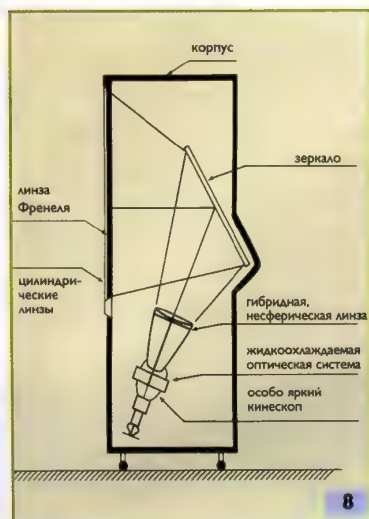 корпус
зеркало
линза
Френеля
цилиндри-
ческие
линзы
гибридная,
несферическая линза
жидкоохлаждаемая
оптическая система
особо яркий
кинескоп
8